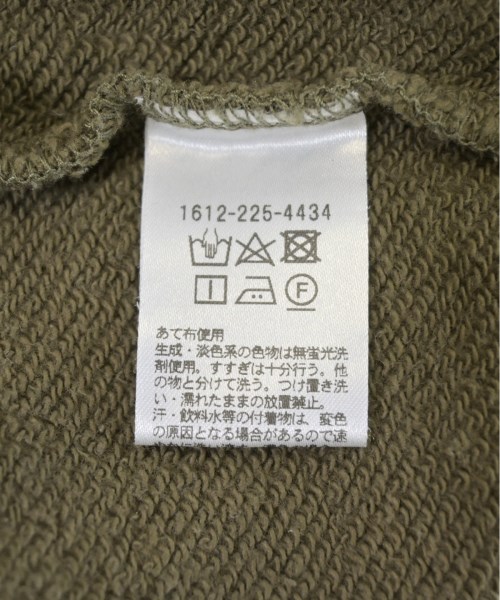 1612-225-4434
F
あて布使用
生成・淡色系の色物は無蛍光洗
剤使用。すすぎは十分行う。他
の物と分けて洗う。つけ置き洗
い・濡れたままの放置禁止。
汗・飲料水等の付着物は、変色
の原因となる場合があるので速